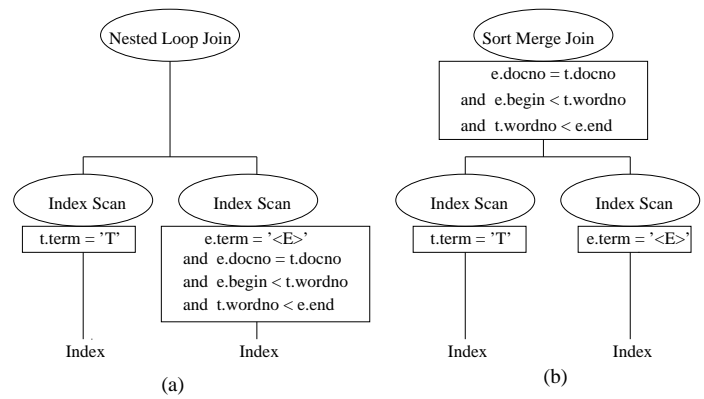 Nested Loop Join
Index Scan
t.term = 'T'
Index
Index Scan
e.term = '<E>'
and e.docno = t.docno
and e.begin < t.wordno
and t.wordno < e.end
Index
(a)
Sort Merge Join
e.docno = t.docno
and e.begin < t.wordno
and t.wordno < e.end
Index Scan
t.term = 'T'
Index
Index Scan
e.term = '<E>'
Index
(b)